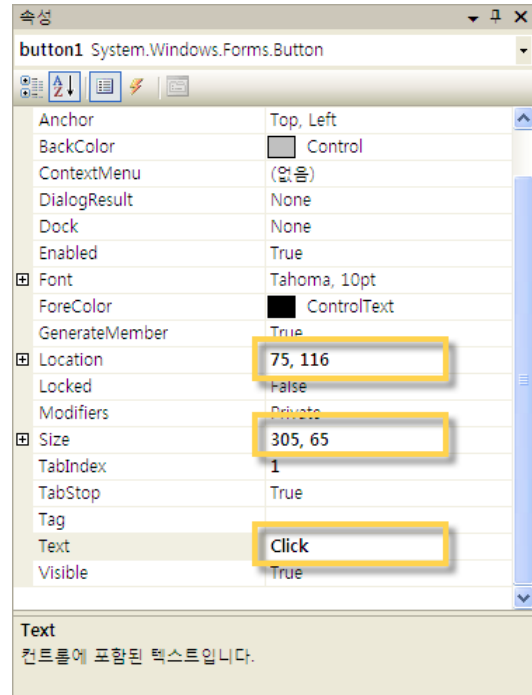 속성
button1 System.Windows.Forms.Button
Anchor Top, Left
BackColor Control
ContextMenu (없음)
DialogResult None
Dock None
Enabled True
Font Tahoma, 10pt
ForeColor ControlText
GenerateMember True
Location 75, 116
Locked False
Modifiers Private
Size 305, 65
TabIndex 1
TabStop True
Tag
Text Click
Visible True
Text
컨트롤에 포함된 텍스트입니다.